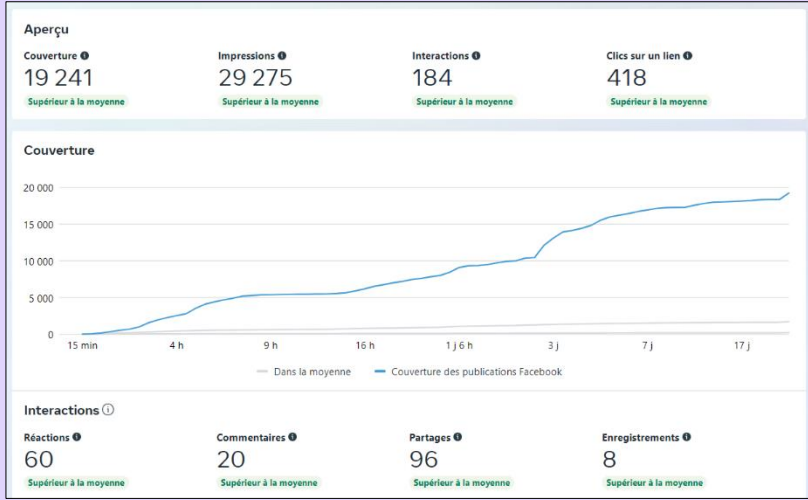 Aperçu
Couverture Impressions Interactions Clics sur un lien
19 241 29 275 184 418
Supérieur à la moyenne Supérieur à la moyenne Supérieur à la moyenne Supérieur à la moyenne
Couverture
20 000
15 000
10 000
5 000
0
15 min 4 h 9 h 16 h 1 j 6 h 3 j 7 j 17 j
Dans la moyenne Couverture des publications Facebook
Interactions
Réactions Commentaires Partages Enregistrements
60 20 96 8
Supérieur à la moyenne Supérieur à la moyenne Supérieur à la moyenne Supérieur à la moyenne